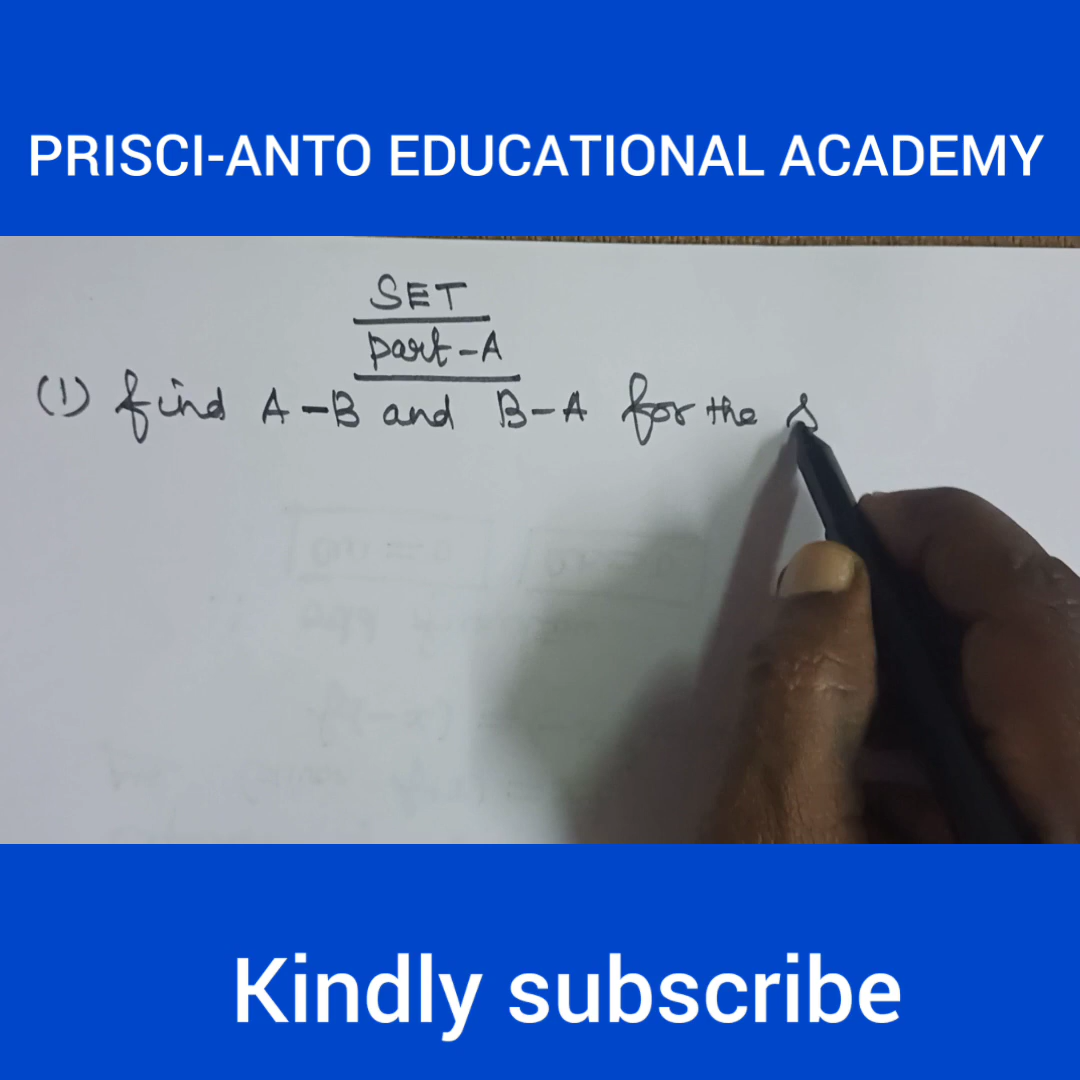 PRISCI-ANTO EDUCATIONAL ACADEMY
SET
Part-A
(1) find A-B and B-A for the s
Kindly subscribe